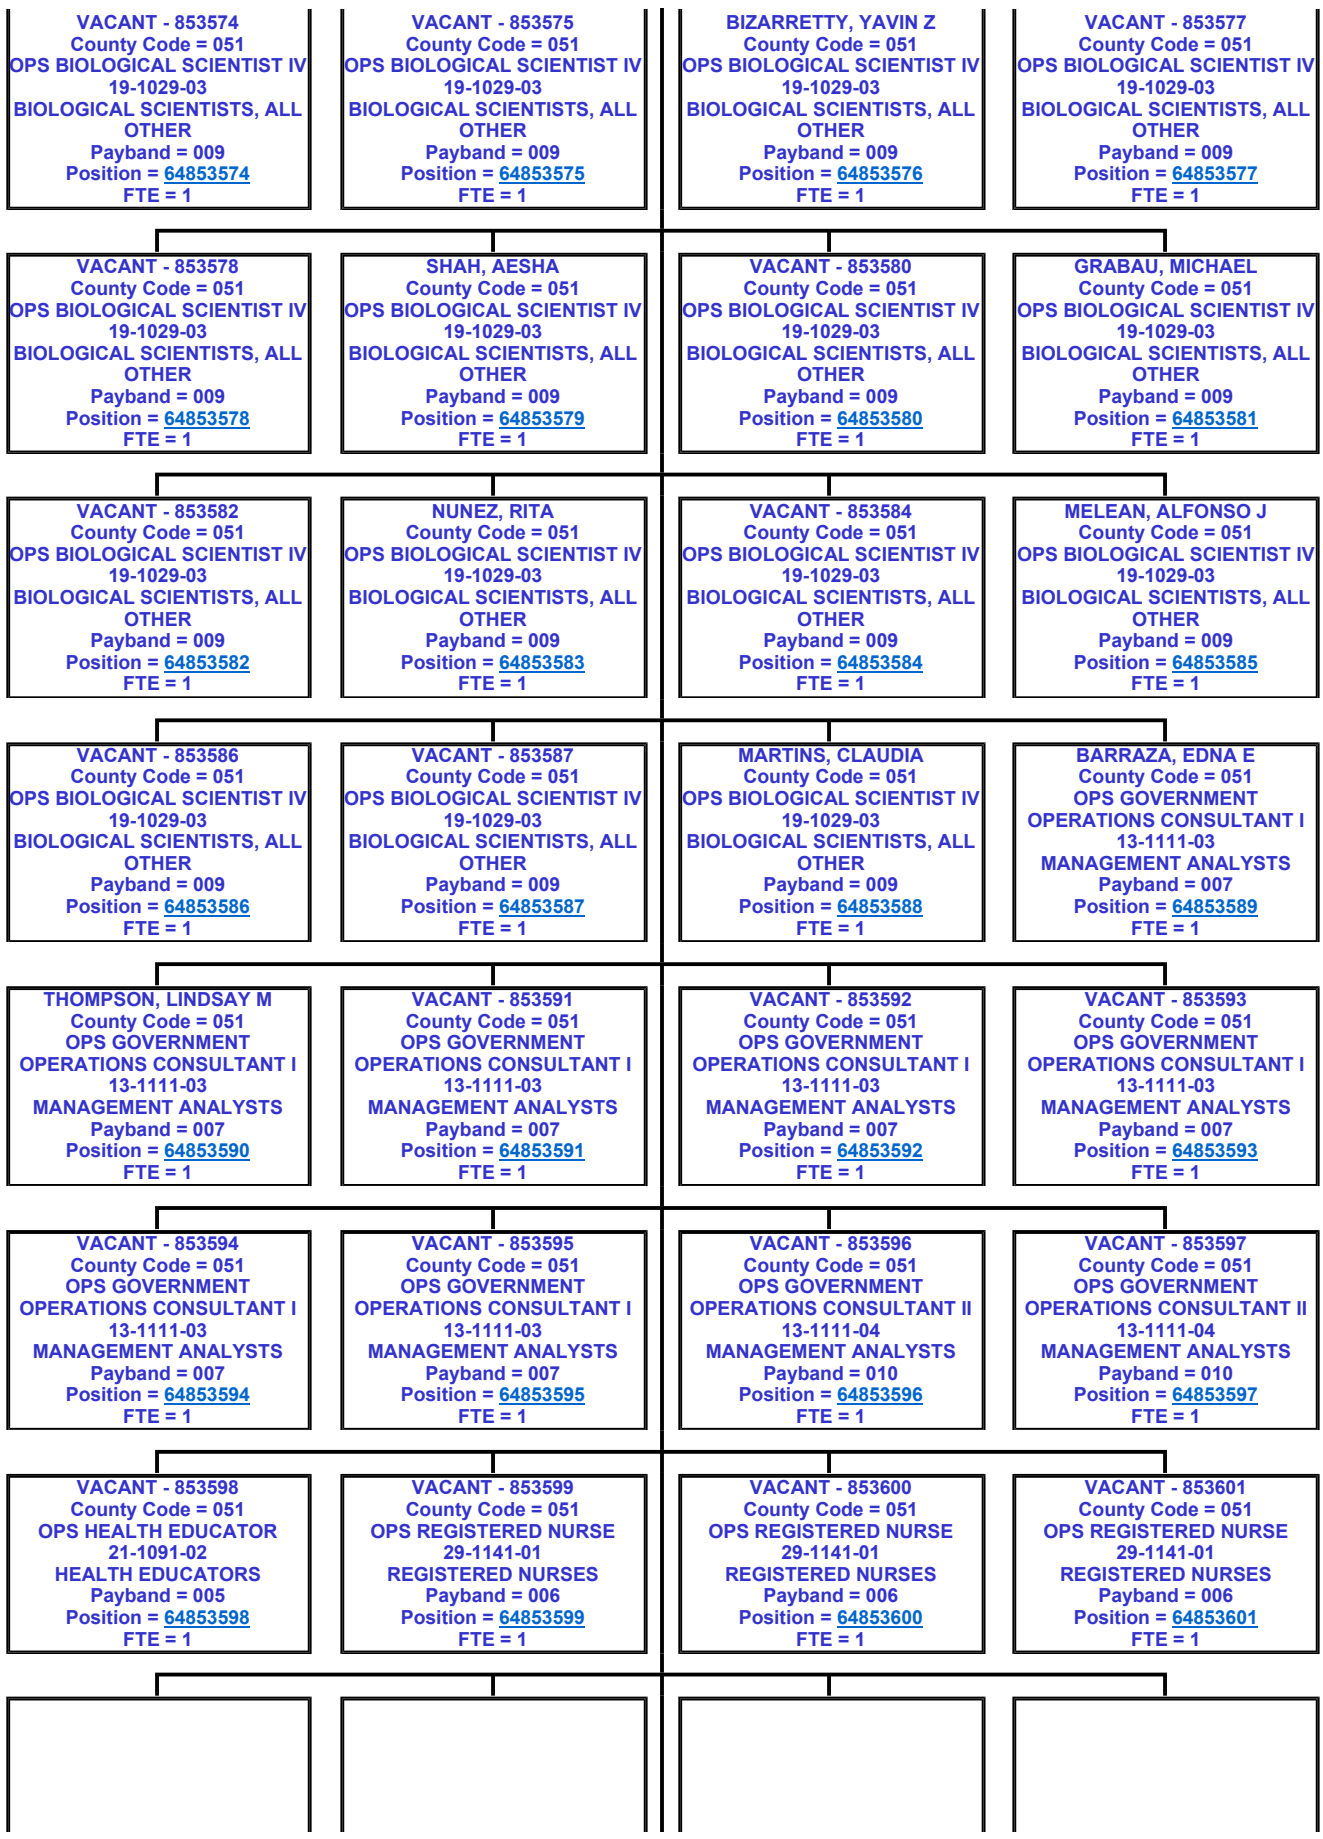 VACANT - 853574
County Code = 051
OPS BIOLOGICAL SCIENTIST IV
19-1029-03
BIOLOGICAL SCIENTISTS, ALL
OTHER
Payband = 009
Position = 64853574
FTE = 1
VACANT - 853575
County Code = 051
OPS BIOLOGICAL SCIENTIST IV
19-1029-03
BIOLOGICAL SCIENTISTS, ALL
OTHER
Payband = 009
Position = 64853575
FTE = 1
BIZARRETTY, YAVIN Z
County Code = 051
OPS BIOLOGICAL SCIENTIST IV
19-1029-03
BIOLOGICAL SCIENTISTS, ALL
OTHER
Payband = 009
Position = 64853576
FTE = 1
VACANT - 853577
County Code = 051
OPS BIOLOGICAL SCIENTIST IV
19-1029-03
BIOLOGICAL SCIENTISTS, ALL
OTHER
Payband = 009
Position = 64853577
FTE = 1
VACANT - 853578
County Code = 051
OPS BIOLOGICAL SCIENTIST IV
19-1029-03
BIOLOGICAL SCIENTISTS, ALL
OTHER
Payband = 009
Position = 64853578
FTE = 1
SHAH, AESHA
County Code = 051
OPS BIOLOGICAL SCIENTIST IV
19-1029-03
BIOLOGICAL SCIENTISTS, ALL
OTHER
Payband = 009
Position = 64853579
FTE = 1
VACANT - 853580
County Code = 051
OPS BIOLOGICAL SCIENTIST IV
19-1029-03
BIOLOGICAL SCIENTISTS, ALL
OTHER
Payband = 009
Position = 64853580
FTE = 1
GRABAU, MICHAEL
County Code = 051
OPS BIOLOGICAL SCIENTIST IV
19-1029-03
BIOLOGICAL SCIENTISTS, ALL
OTHER
Payband = 009
Position = 64853581
FTE = 1
VACANT - 853582
County Code = 051
OPS BIOLOGICAL SCIENTIST IV
19-1029-03
BIOLOGICAL SCIENTISTS, ALL
OTHER
Payband = 009
Position = 64853582
FTE = 1
NUNEZ, RITA
County Code = 051
OPS BIOLOGICAL SCIENTIST IV
19-1029-03
BIOLOGICAL SCIENTISTS, ALL
OTHER
Payband = 009
Position = 64853583
FTE = 1
VACANT - 853584
County Code = 051
OPS BIOLOGICAL SCIENTIST IV
19-1029-03
BIOLOGICAL SCIENTISTS, ALL
OTHER
Payband = 009
Position = 64853584
FTE = 1
MELEAN, ALFONSO J
County Code = 051
OPS BIOLOGICAL SCIENTIST IV
19-1029-03
BIOLOGICAL SCIENTISTS, ALL
OTHER
Payband = 009
Position = 64853585
FTE = 1
VACANT - 853586
County Code = 051
OPS BIOLOGICAL SCIENTIST IV
19-1029-03
BIOLOGICAL SCIENTISTS, ALL
OTHER
Payband = 009
Position = 64853586
FTE = 1
VACANT - 853587
County Code = 051
OPS BIOLOGICAL SCIENTIST IV
19-1029-03
BIOLOGICAL SCIENTISTS, ALL
OTHER
Payband = 009
Position = 64853587
FTE = 1
MARTINS, CLAUDIA
County Code = 051
OPS BIOLOGICAL SCIENTIST IV
19-1029-03
BIOLOGICAL SCIENTISTS, ALL
OTHER
Payband = 009
Position = 64853588
FTE = 1
BARRAZA, EDNA E
County Code = 051
OPS GOVERNMENT
OPERATIONS CONSULTANT I
13-1111-03
MANAGEMENT ANALYSTS
Payband = 007
Position = 64853589
FTE = 1
THOMPSON, LINDSAY M
County Code = 051
OPS GOVERNMENT
OPERATIONS CONSULTANT I
13-1111-03
MANAGEMENT ANALYSTS
Payband = 007
Position = 64853590
FTE = 1
VACANT - 853591
County Code = 051
OPS GOVERNMENT
OPERATIONS CONSULTANT I
13-1111-03
MANAGEMENT ANALYSTS
Payband = 007
Position = 64853591
FTE = 1
VACANT - 853592
County Code = 051
OPS GOVERNMENT
OPERATIONS CONSULTANT I
13-1111-03
MANAGEMENT ANALYSTS
Payband = 007
Position = 64853592
FTE = 1
VACANT - 853593
County Code = 051
OPS GOVERNMENT
OPERATIONS CONSULTANT I
13-1111-03
MANAGEMENT ANALYSTS
Payband = 007
Position = 64853593
FTE = 1
VACANT - 853594
County Code = 051
OPS GOVERNMENT
OPERATIONS CONSULTANT I
13-1111-03
MANAGEMENT ANALYSTS
Payband = 007
Position = 64853594
FTE = 1
VACANT - 853595
County Code = 051
OPS GOVERNMENT
OPERATIONS CONSULTANT I
13-1111-03
MANAGEMENT ANALYSTS
Payband = 007
Position = 64853595
FTE = 1
VACANT - 853596
County Code = 051
OPS GOVERNMENT
OPERATIONS CONSULTANT II
13-1111-04
MANAGEMENT ANALYSTS
Payband = 010
Position = 64853596
FTE = 1
VACANT - 853597
County Code = 051
OPS GOVERNMENT
OPERATIONS CONSULTANT II
13-1111-04
MANAGEMENT ANALYSTS
Payband = 010
Position = 64853597
FTE = 1
VACANT - 853598
County Code = 051
OPS HEALTH EDUCATOR
21-1091-02
HEALTH EDUCATORS
Payband = 005
Position = 64853598
FTE = 1
VACANT - 853599
County Code = 051
OPS REGISTERED NURSE
29-1141-01
REGISTERED NURSES
Payband = 006
Position = 64853599
FTE = 1
VACANT - 853600
County Code = 051
OPS REGISTERED NURSE
29-1141-01
REGISTERED NURSES
Payband = 006
Position = 64853600
FTE = 1
VACANT - 853601
County Code = 051
OPS REGISTERED NURSE
29-1141-01
REGISTERED NURSES
Payband = 006
Position = 64853601
FTE = 1